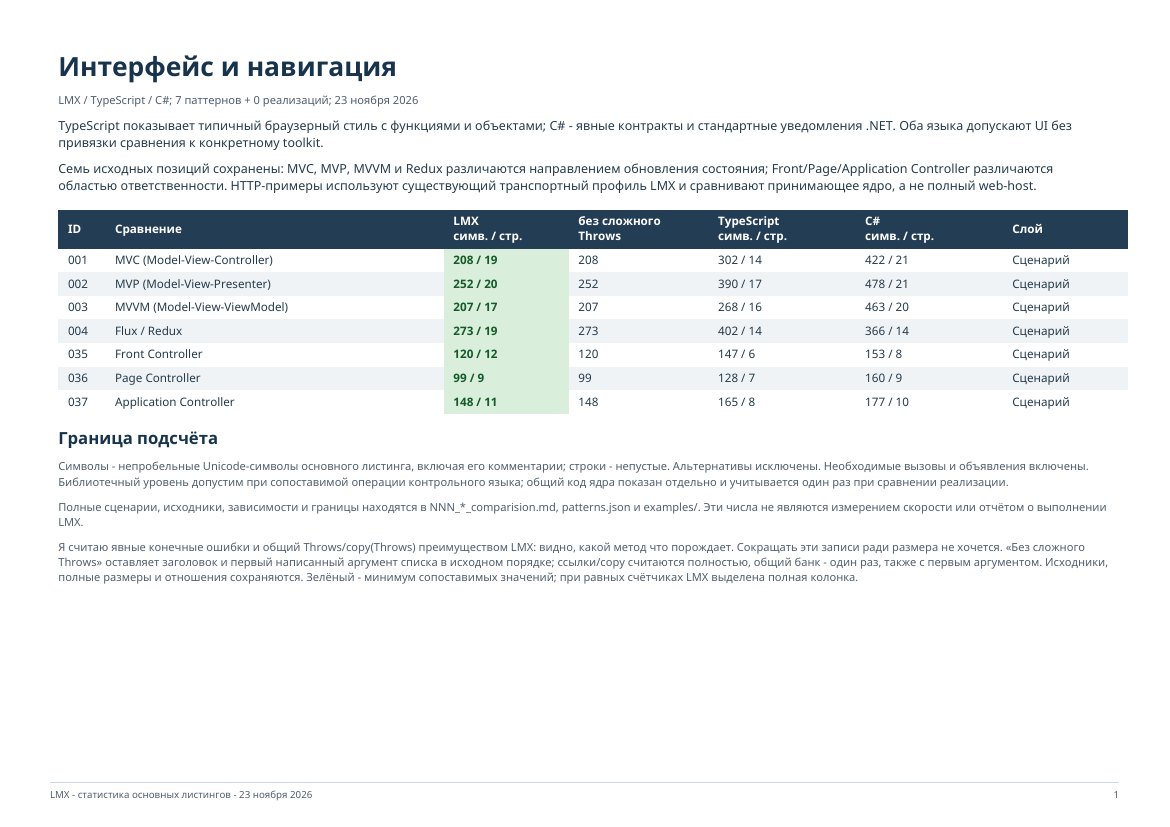 Интерфейс и навигация
LMX / TypeScript / C#; 7 паттернов + 0 реализаций; 23 ноября 2026
TypeScript показывает типичный браузерный стиль с функциями и объектами; C# - явные контракты и стандартные уведомления .NET. Оба языка допускают UI без
привязки сравнения к конкретному toolkit.
Семь исходных позиций сохранены: MVC, MVP, MVVM и Redux различаются направлением обновления состояния; Front/Page/Application Controller различаются
областью ответственности. HTTP-примеры используют существующий транспортный профиль LMX и сравнивают принимающее ядро, а не полный web-host.
ID Сравнение LMX симв. / стр. без сложного Throws TypeScript симв. / стр. C# симв. / стр. Слой
001 MVC (Model-View-Controller) 208 / 19 208 302 / 14 422 / 21 Сценарий
002 MVP (Model-View-Presenter) 252 / 20 252 390 / 17 478 / 21 Сценарий
003 MVVM (Model-View-ViewModel) 207 / 17 207 268 / 16 463 / 20 Сценарий
004 Flux / Redux 273 / 19 273 402 / 14 366 / 14 Сценарий
035 Front Controller 120 / 12 120 147 / 6 153 / 8 Сценарий
036 Page Controller 99 / 9 99 128 / 7 160 / 9 Сценарий
037 Application Controller 148 / 11 148 165 / 8 177 / 10 Сценарий
Граница подсчёта
Символы - непробельные Unicode-символы основного листинга, включая его комментарии; строки - непустые. Альтернативы исключены. Необходимые вызовы и объявления включены.
Библиотечный уровень допустим при сопоставимой операции контрольного языка; общий код ядра показан отдельно и учитывается один раз при сравнении реализации.
Полные сценарии, исходники, зависимости и границы находятся в NNN_*_comparision.md, patterns.json и examples/. Эти числа не являются измерением скорости или отчётом о выполнении
LMX.
Я считаю явные конечные ошибки и общий Throws/copy(Throws) преимуществом LMX: видно, какой метод что порождает. Сокращать эти записи ради размера не хочется. «Без сложного
Throws» оставляет заголовок и первый написанный аргумент списка в исходном порядке; ссылки/copy считаются полностью, общий банк - один раз, также с первым аргументом. Исходники,
полные размеры и отношения сохраняются. Зелёный - минимум сопоставимых значений; при равных счётчиках LMX выделена полная колонка.
LMX - статистика основных листингов - 23 ноября 2026
1